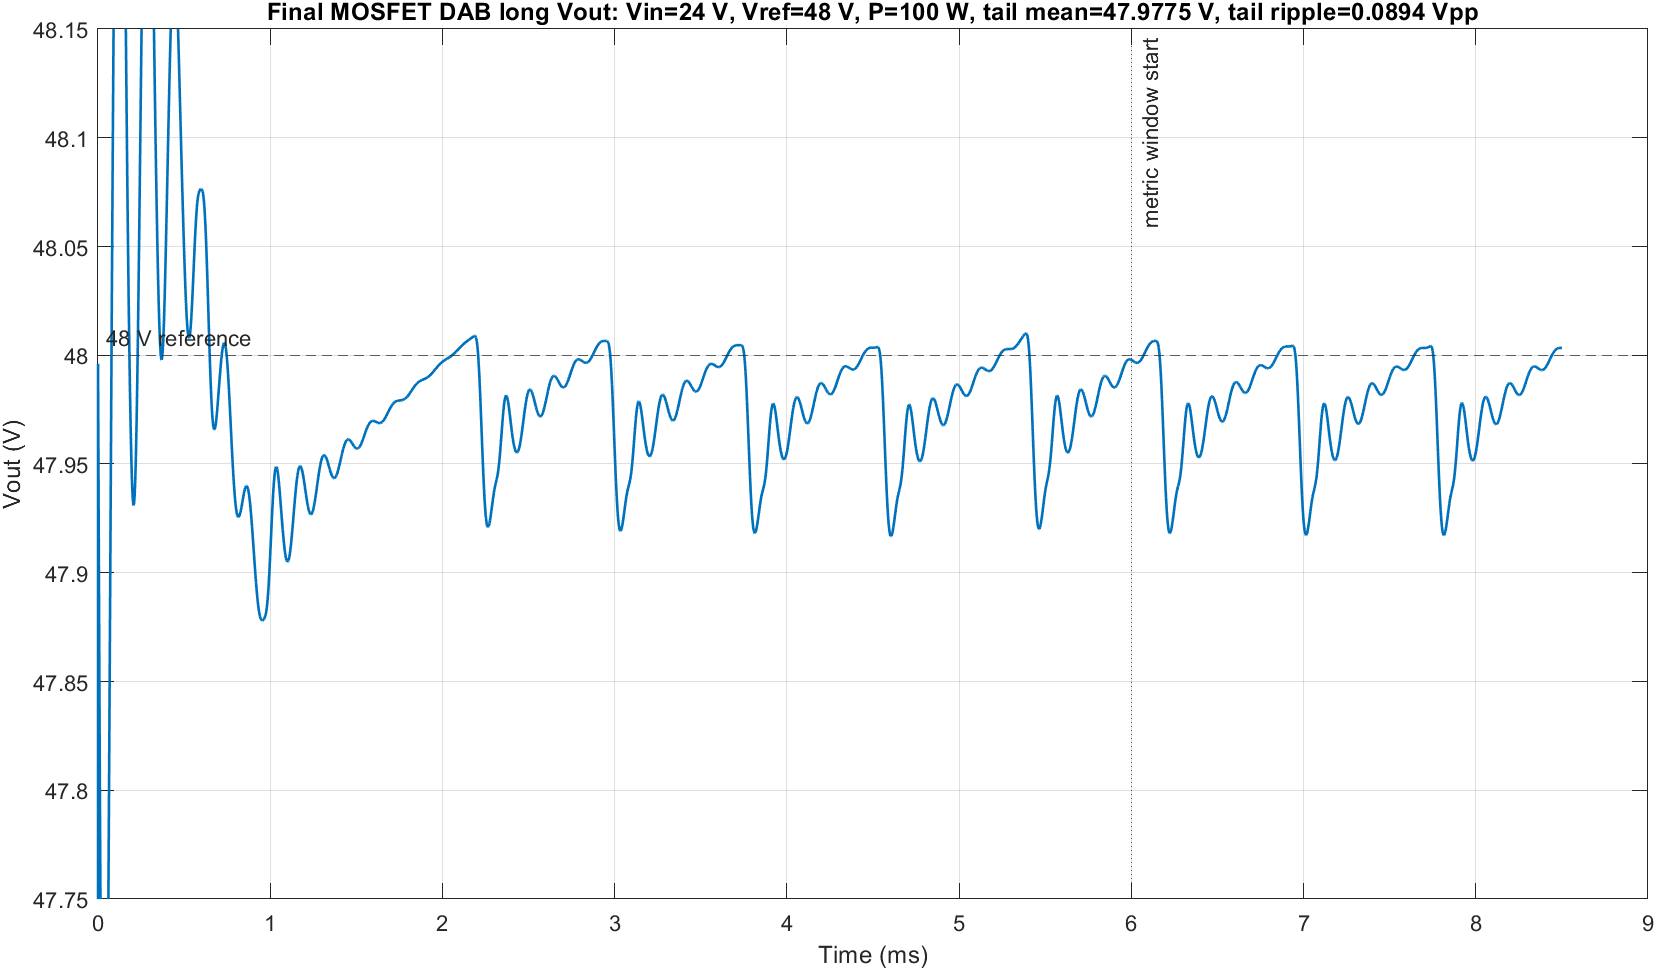 Final MOSFET DAB long Vout: Vin=24 V, Vref=48 V, P=100 W, tail mean=47.9775 V, tail ripple=0.0894 Vpp
48.15
48.1
48.05
48
47.95
47.9
47.85
47.8
47.75
Vout (V)
48 V reference
metric window start
0 1 2 3 4 5 6 7 8 9
Time (ms)